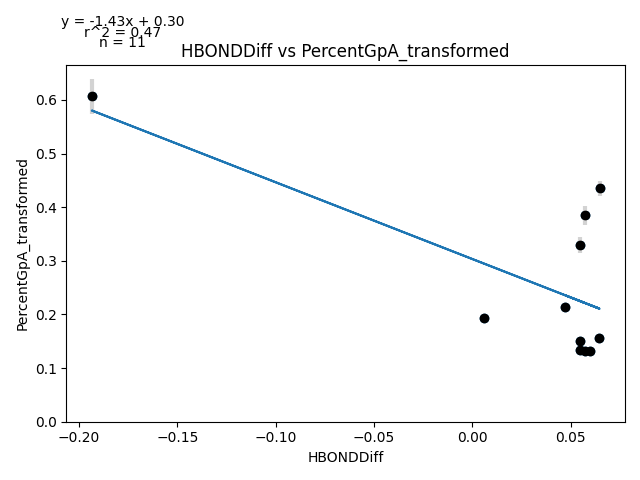 y = -1.43x + 0.30
r^2 = 0.47
n = 11
HBONDDiff vs PercentGpA_transformed
PercentGpA_transformed
0.6
0.5
0.4
0.3
0.2
0.1
0.0
−0.20 −0.15 −0.10 −0.05 0.00 0.05
HBONDDiff